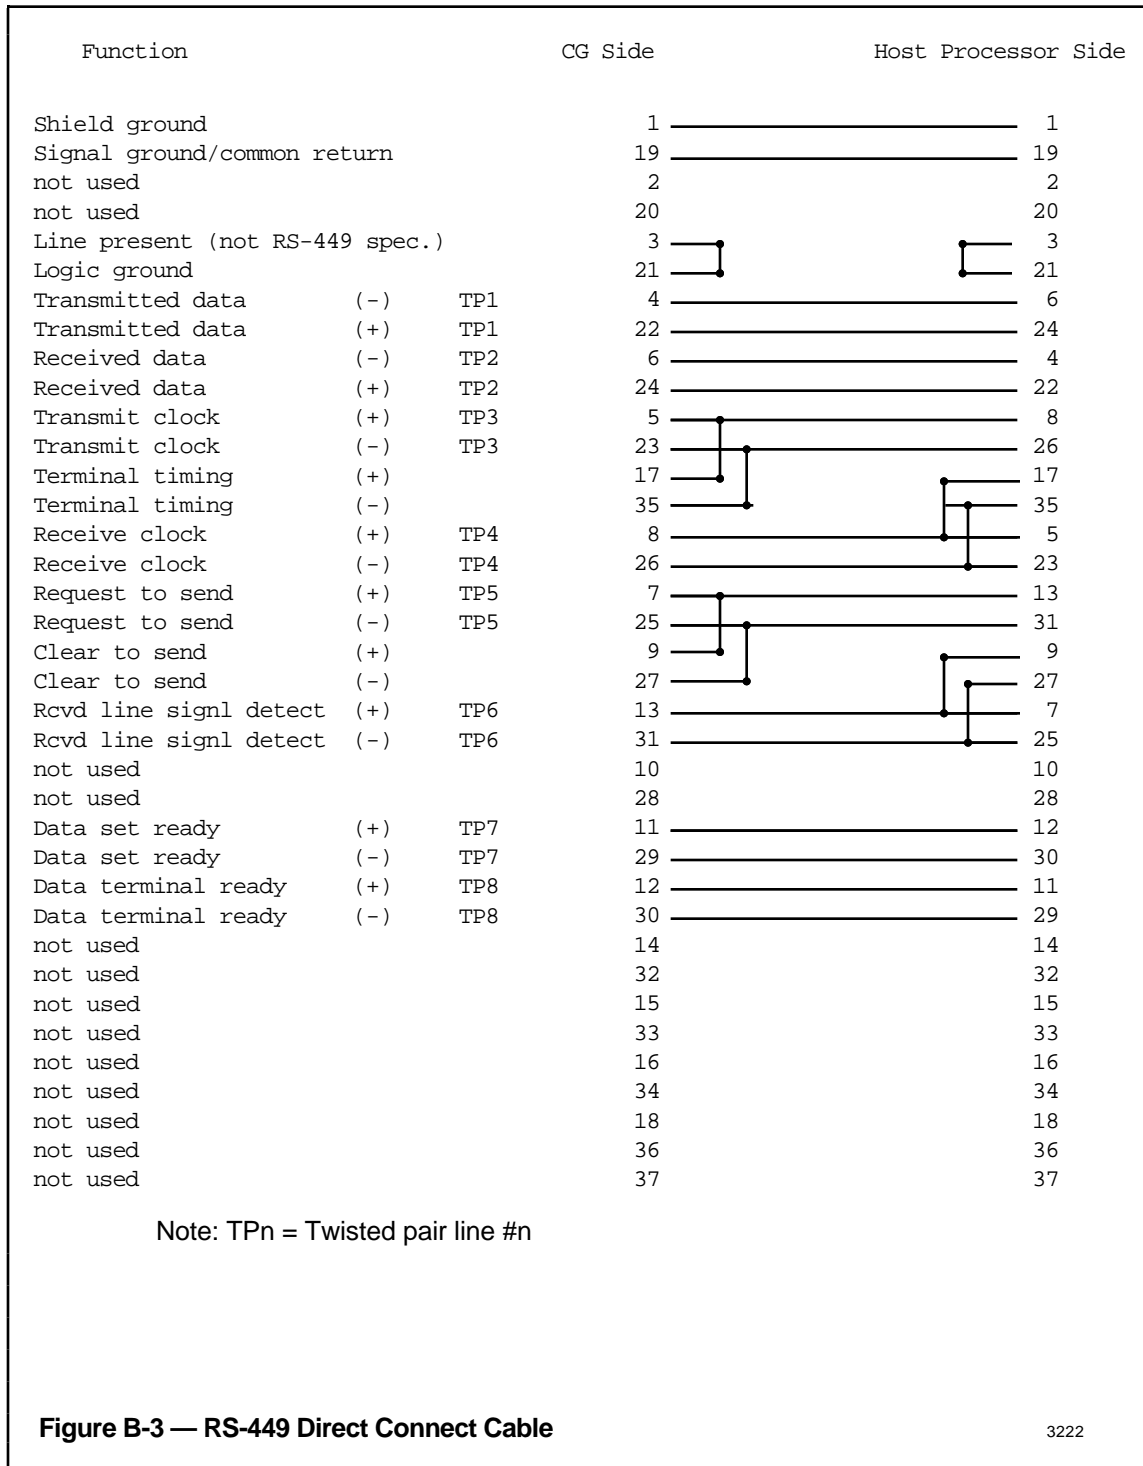 Function CG Side Host Processor Side
Shield ground 1 1
Signal ground/common return 19 19
not used 2 2
not used 20 20
Line present (not RS-449 spec.) 3 3
Logic ground 21 21
Transmitted data (-) TP1 4 6
Transmitted data (+) TP1 22 24
Received data (-) TP2 6 4
Received data (+) TP2 24 22
Transmit clock (+) TP3 5 8
Transmit clock (-) TP3 23 26
Terminal timing (+) 17 17
Terminal timing (-) 35 35
Receive clock (+) TP4 8 5
Receive clock (-) TP4 26 23
Request to send (+) TP5 7 13
Request to send (-) TP5 25 31
Clear to send (+) 9 9
Clear to send (-) 27 27
Rcvd line signl detect (+) TP6 13 7
Rcvd line signl detect (-) TP6 31 25
not used 10 10
not used 28 28
Data set ready (+) TP7 11 12
Data set ready (-) TP7 29 30
Data terminal ready (+) TP8 12 11
Data terminal ready (-) TP8 30 29
not used 14 14
not used 32 32
not used 15 15
not used 33 33
not used 16 16
not used 34 34
not used 18 18
not used 36 36
not used 37 37
Note: TPn = Twisted pair line #n
Figure B-3 — RS-449 Direct Connect Cable 3222